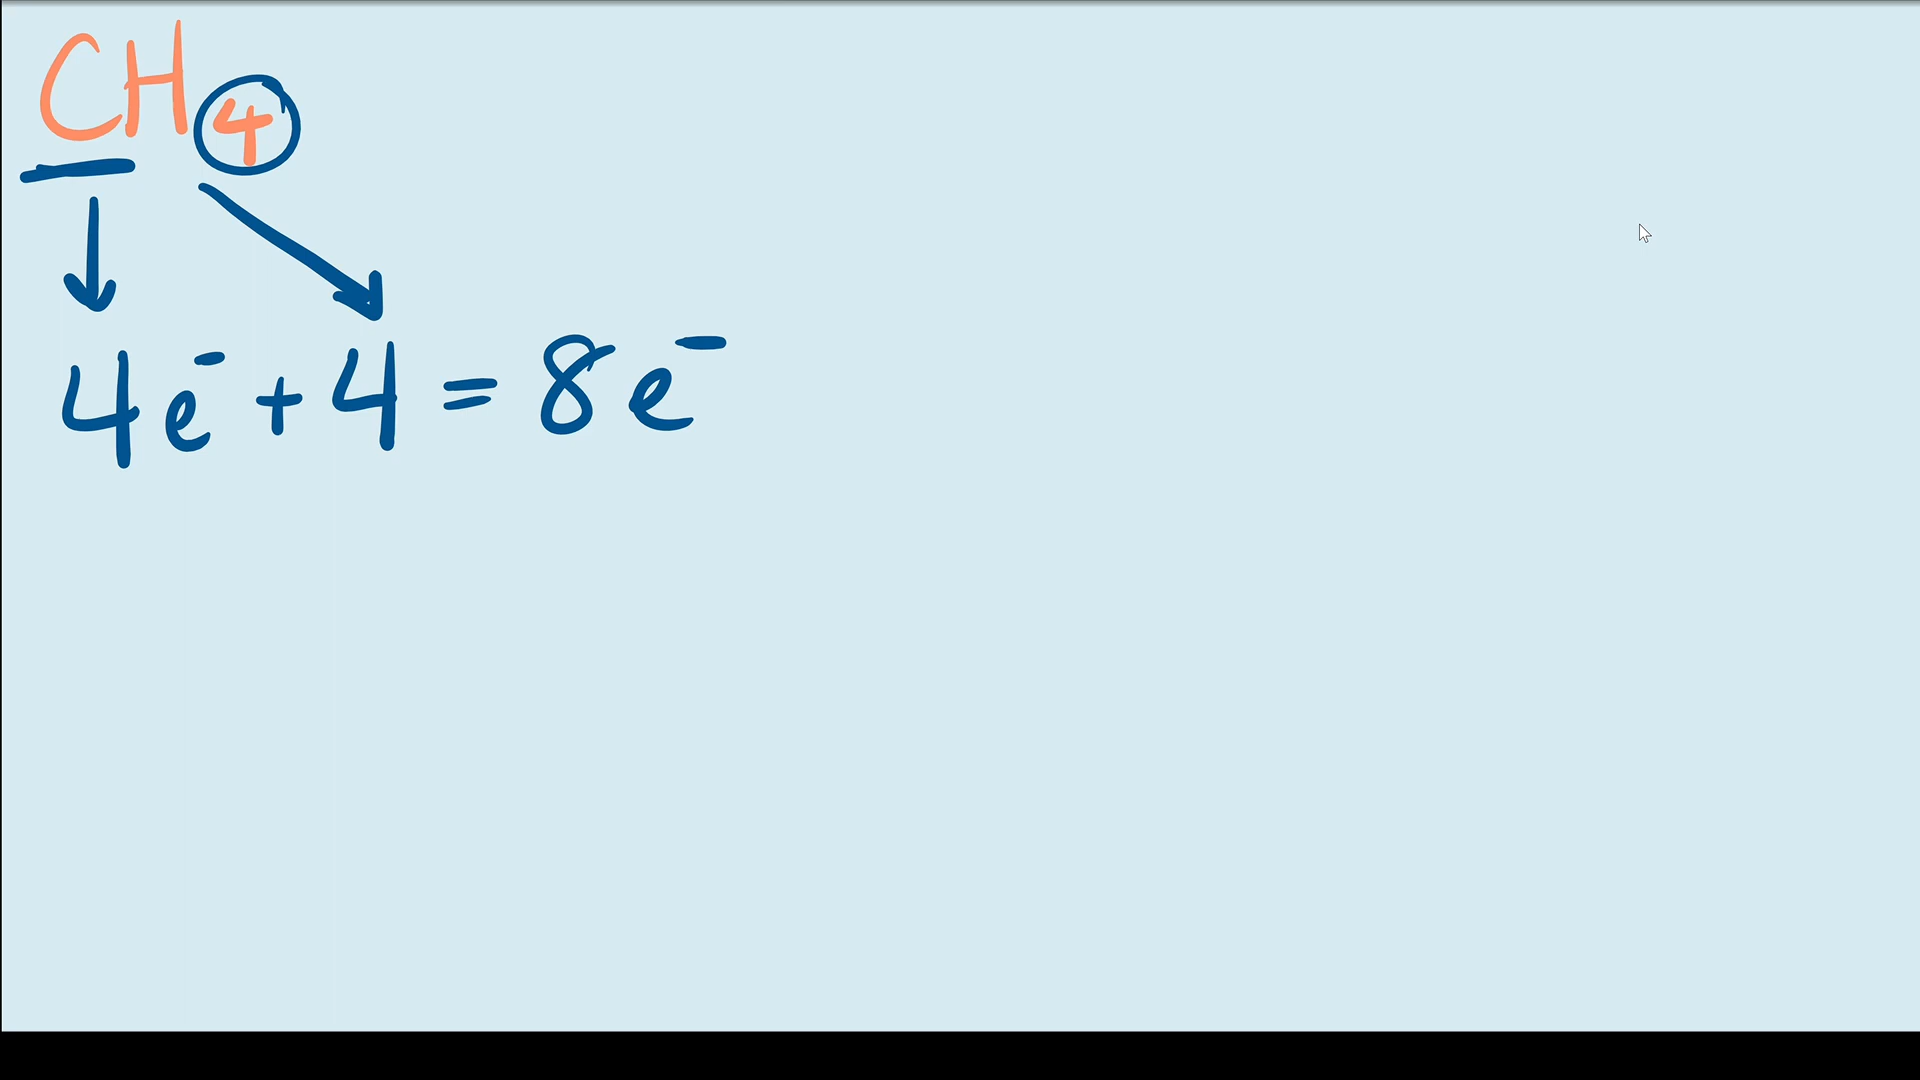 CH₄
4e⁻ + 4 = 8e⁻